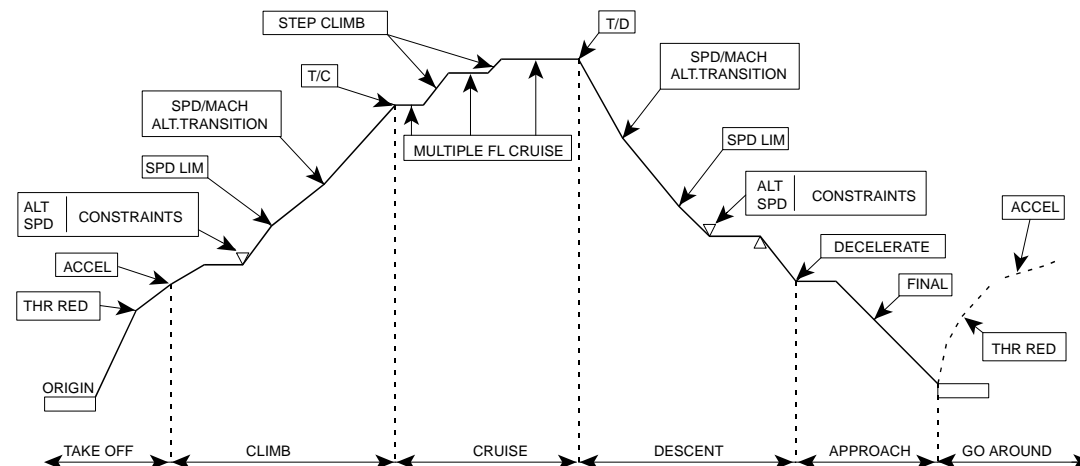 STEP CLIMB
T/D
T/C
SPD/MACH
ALT.TRANSITION
SPD/MACH
ALT.TRANSITION
MULTIPLE FL CRUISE
SPD LIM
SPD LIM
ALT
SPD
CONSTRAINTS
ALT
SPD
CONSTRAINTS
ACCEL
DECELERATE
ACCEL
THR RED
FINAL
THR RED
ORIGIN
TAKE OFF
CLIMB
CRUISE
DESCENT
APPROACH
GO AROUND